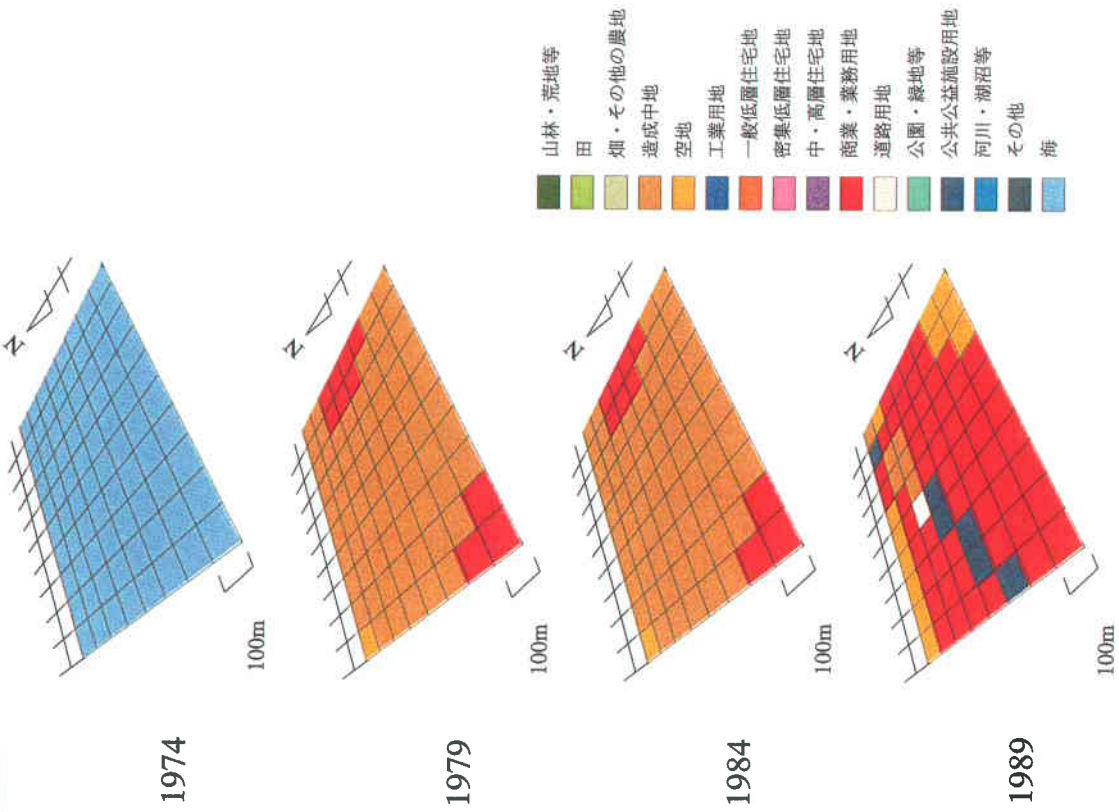 1974
N
100m
1979
N
100m
1984
N
100m
1989
N
100m
山林・荒地等
田
畑・その他の農地
造成中地
空地
工業用地
一般低層住宅地
密集低層住宅地
中・高層住宅地
商業・業務用地
道路用地
公園・緑地等
公共公益施設用地
河川・湖沼等
その他
海